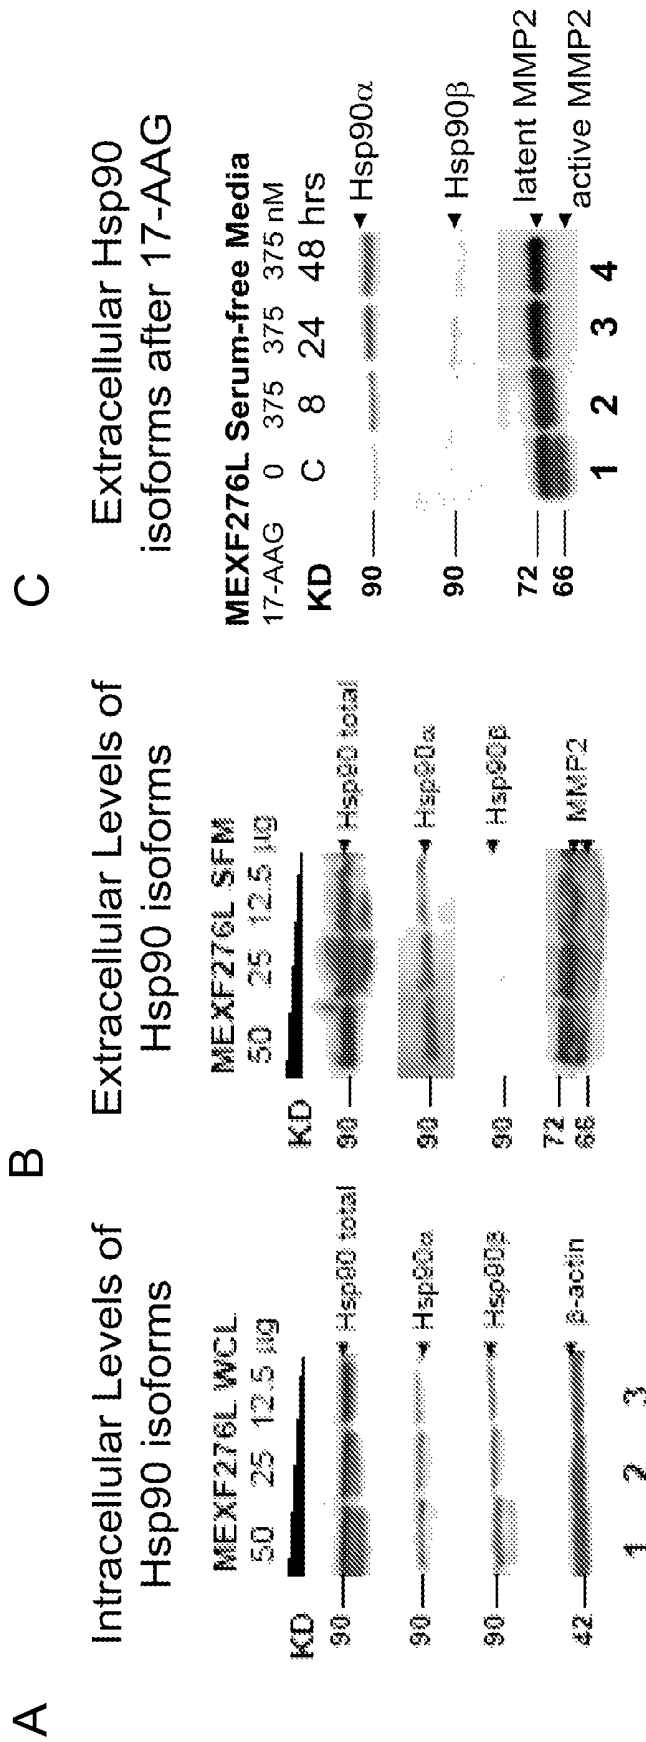 A
Intracellular Levels of
Hsp90 isoforms
MEXF276L WCL
50 25 12.5 µg
KD
90 Hsp90 total
90 Hsp90α
90 Hsp90β
42 β-actin
1 2 3
B
Extracellular Levels of
Hsp90 isoforms
MEXF276L SFM
50 25 12.5 µg
KD
90 Hsp90 total
90 Hsp90α
90 Hsp90β
72 MMP2
66
C
Extracellular Hsp90
isoforms after 17-AAG
MEXF276L Serum-free Media
17-AAG 0 375 375 375 nM
KD C 8 24 48 hrs
90 Hsp90α
90 Hsp90β
72 latent MMP2
66 active MMP2
1 2 3 4